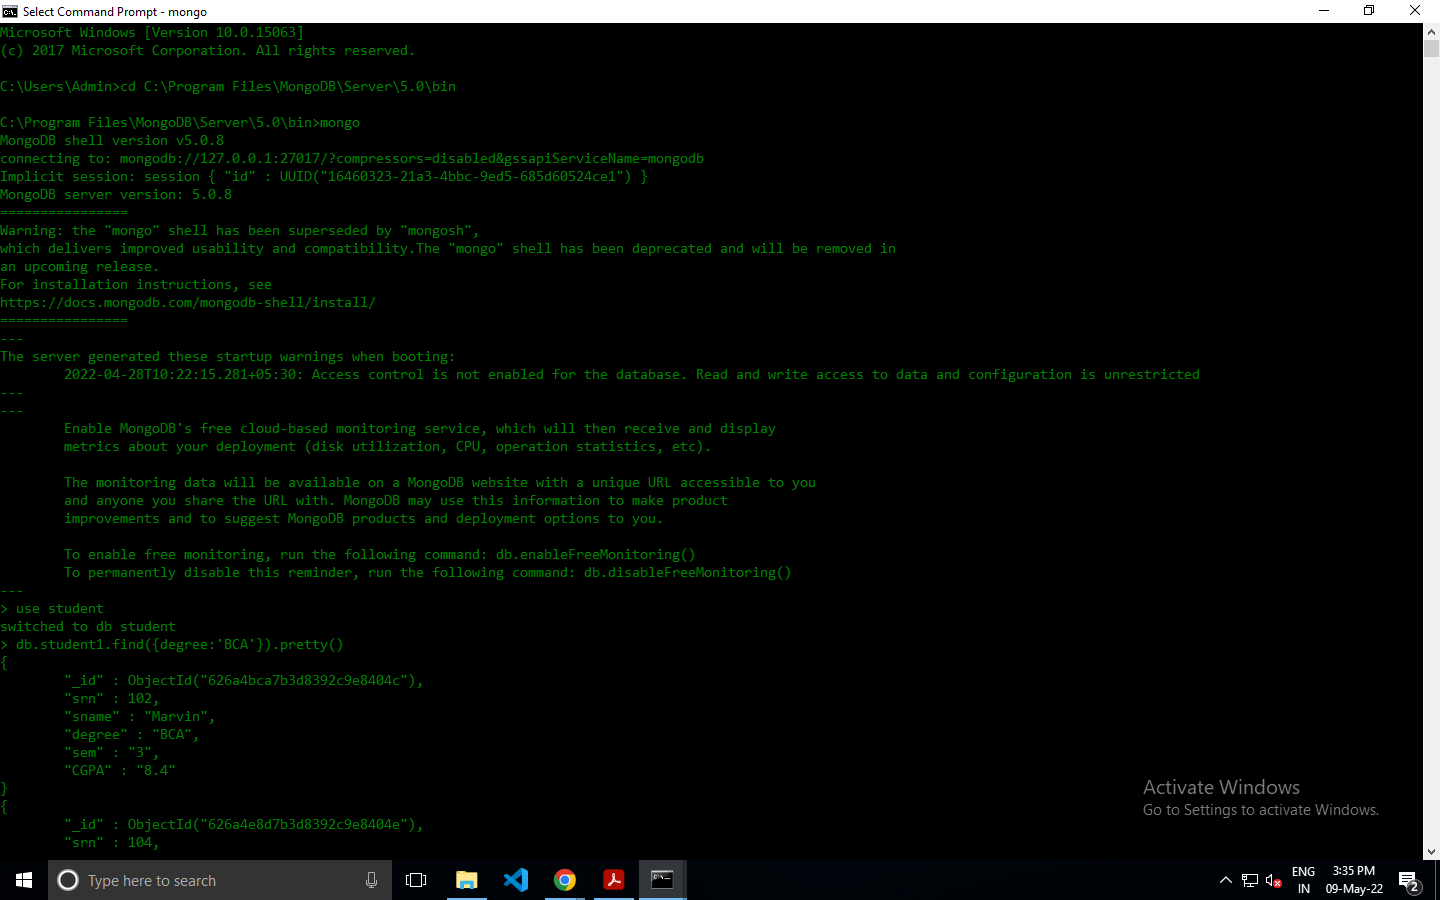 Select Command Prompt - mongo
Microsoft Windows [Version 10.0.15063]
(c) 2017 Microsoft Corporation. All rights reserved.
C:\Users\Admin>cd C:\Program Files\MongoDB\Server\5.0\bin
C:\Program Files\MongoDB\Server\5.0\bin>mongo
MongoDB shell version v5.0.8
connecting to: mongodb://127.0.0.1:27017/?compressors=disabled&gssapiServiceName=mongodb
Implicit session: session { "id" : UUID("16460323-21a3-4bbc-9ed5-685d60524ce1") }
MongoDB server version: 5.0.8
================
Warning: the "mongo" shell has been superseded by "mongosh",
which delivers improved usability and compatibility.The "mongo" shell has been deprecated and will be removed in
an upcoming release.
For installation instructions, see
https://docs.mongodb.com/mongodb-shell/install/
================
---
The server generated these startup warnings when booting:
        2022-04-28T10:22:15.281+05:30: Access control is not enabled for the database. Read and write access to data and configuration is unrestricted
---
---
        Enable MongoDB's free cloud-based monitoring service, which will then receive and display
        metrics about your deployment (disk utilization, CPU, operation statistics, etc).
        The monitoring data will be available on a MongoDB website with a unique URL accessible to you
        and anyone you share the URL with. MongoDB may use this information to make product
        improvements and to suggest MongoDB products and deployment options to you.
        To enable free monitoring, run the following command: db.enableFreeMonitoring()
        To permanently disable this reminder, run the following command: db.disableFreeMonitoring()
---
> use student
switched to db student
> db.student1.find({degree:'BCA'}).pretty()
{
        "_id" : ObjectId("626a4bca7b3d8392c9e8404c"),
        "srn" : 102,
        "sname" : "Marvin",
        "degree" : "BCA",
        "sem" : "3",
        "CGPA" : "8.4"
}
{
        "_id" : ObjectId("626a4e8d7b3d8392c9e8404e"),
        "srn" : 104,
Activate Windows
Go to Settings to activate Windows.
Type here to search
ENG
IN
3:35 PM
09-May-22
2